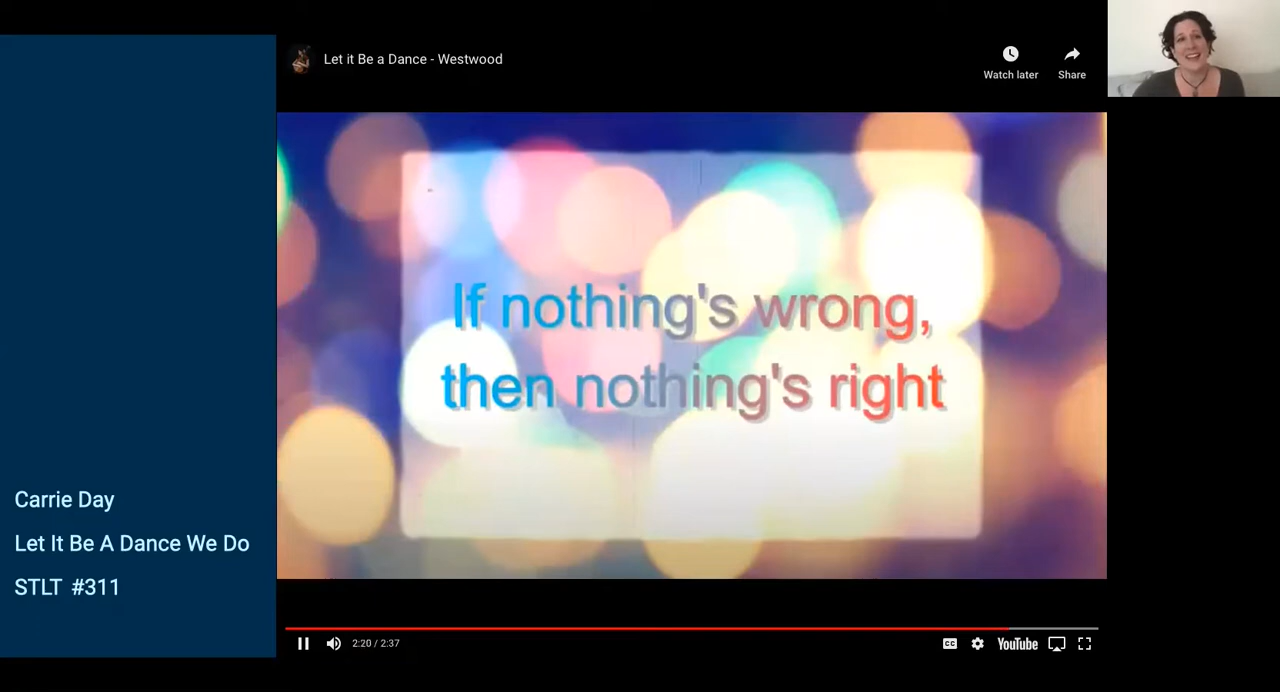 Let it Be a Dance - Westwood
Watch later
Share
If nothing's wrong,
then nothing's right
Carrie Day
Let It Be A Dance We Do
STLT #311
2:20 / 2:37
CC
YouTube